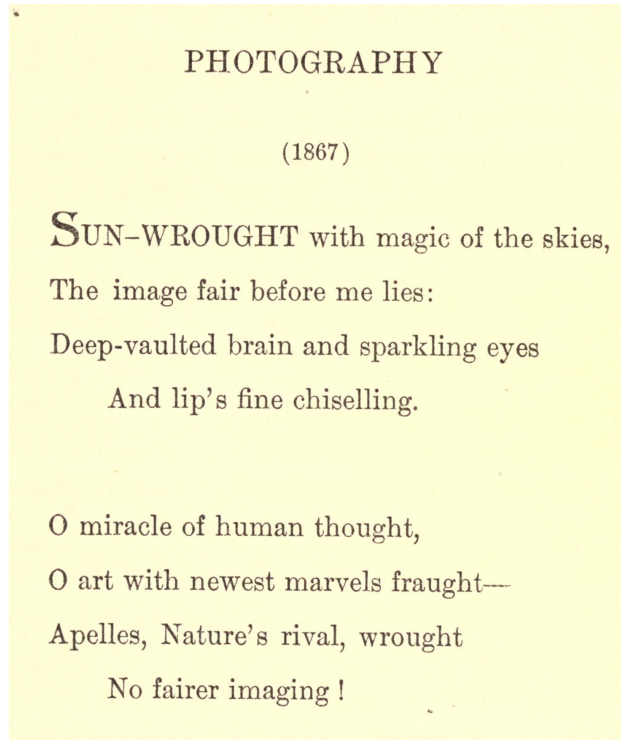 PHOTOGRAPHY
(1867)
SUN-WROUGHT with magic of the skies,
The image fair before me lies:
Deep-vaulted brain and sparkling eyes
And lip's fine chiselling.
O miracle of human thought,
O art with newest marvels fraught—
Apelles, Nature's rival, wrought
No fairer imaging !